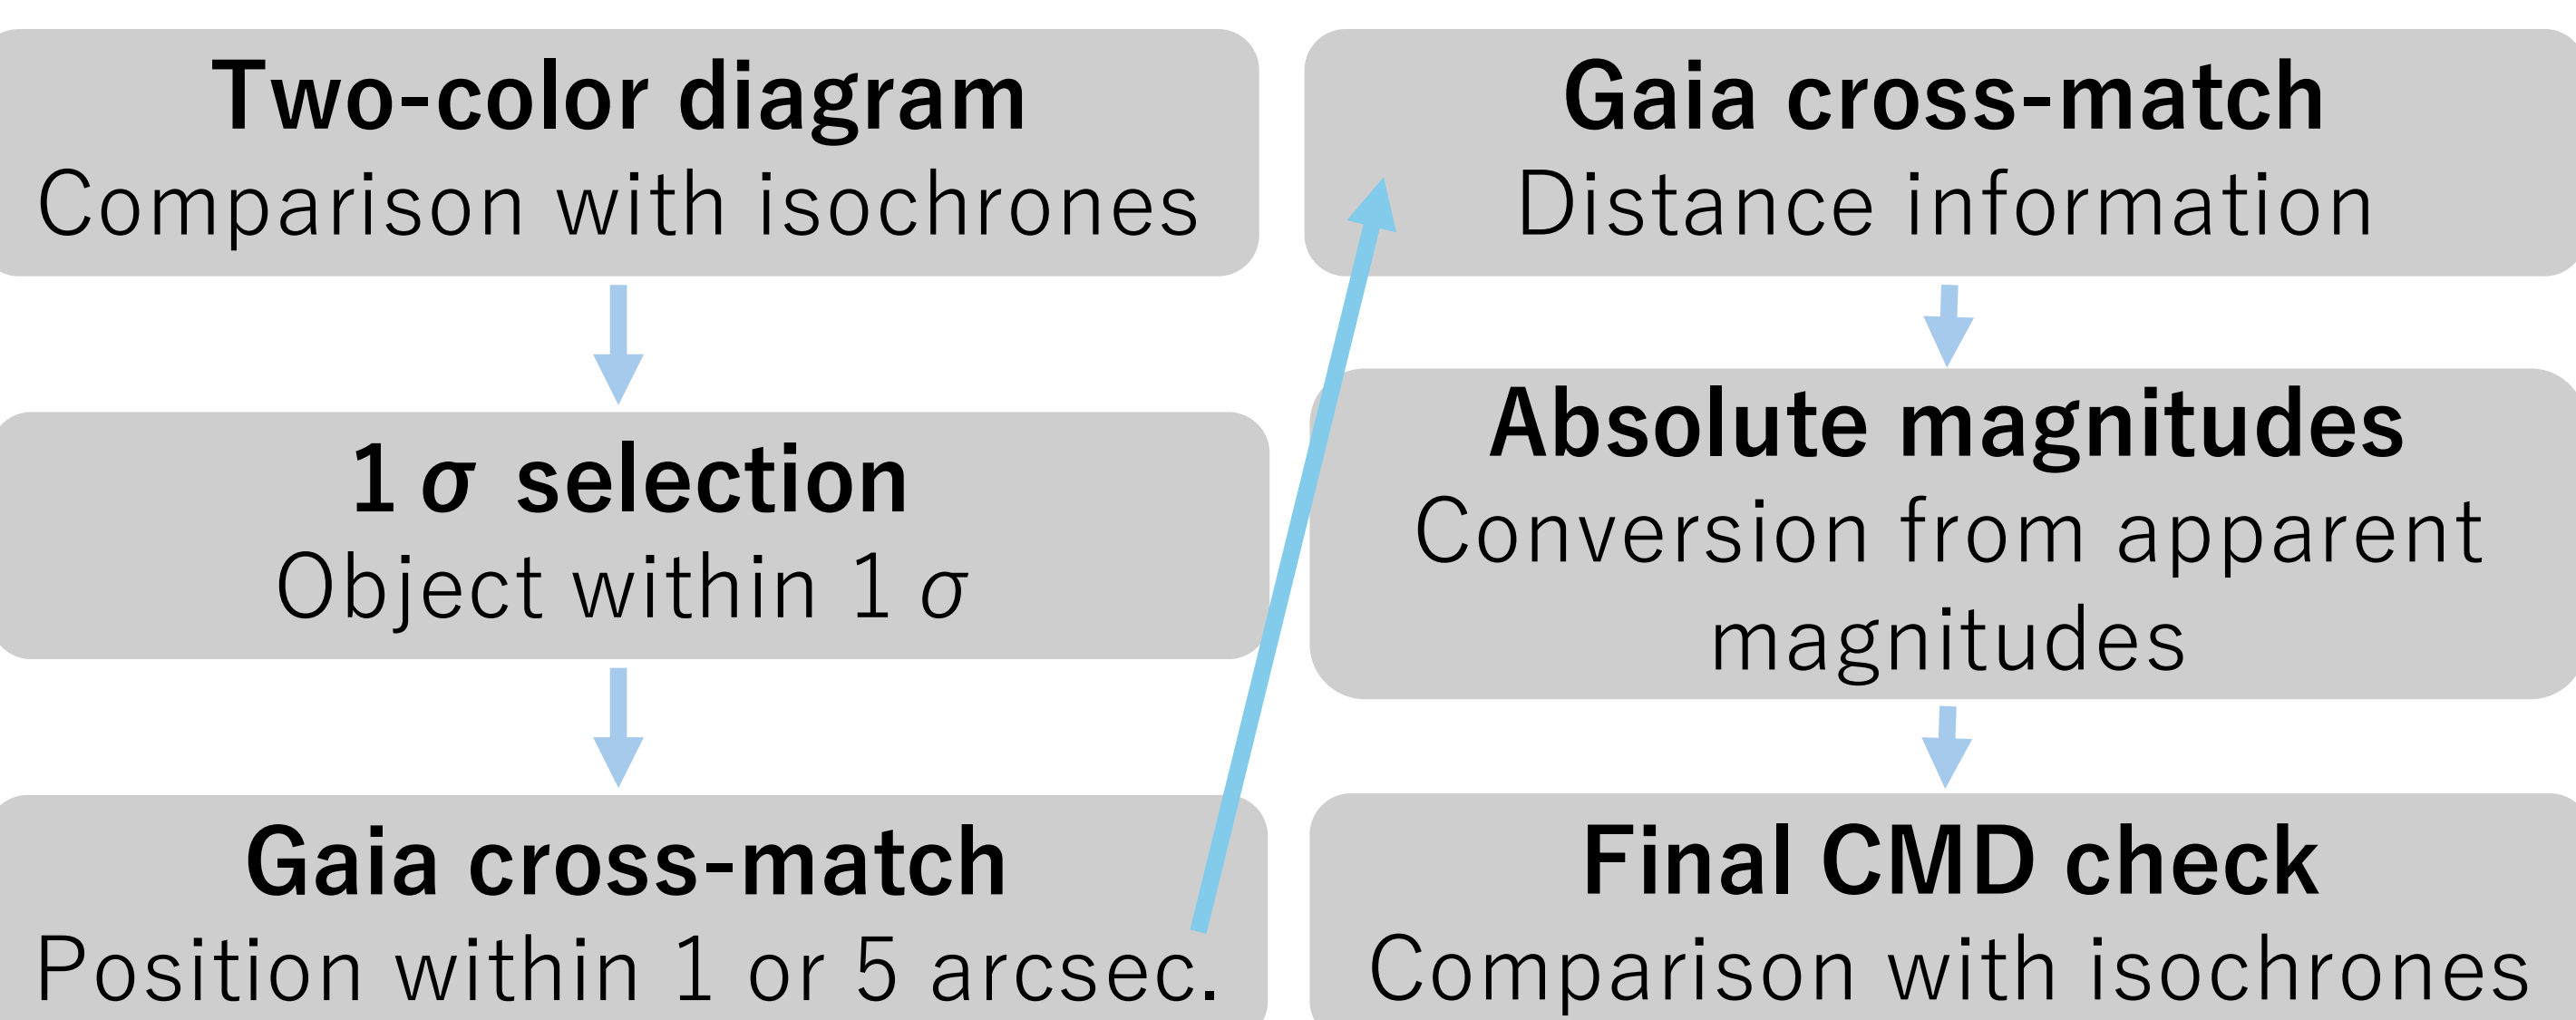 Two-color diagram
Comparison with isochrones
1 σ selection
Object within 1 σ
Gaia cross-match
Position within 1 or 5 arcsec.
Gaia cross-match
Distance information
Absolute magnitudes
Conversion from apparent
magnitudes
Final CMD check
Comparison with isochrones